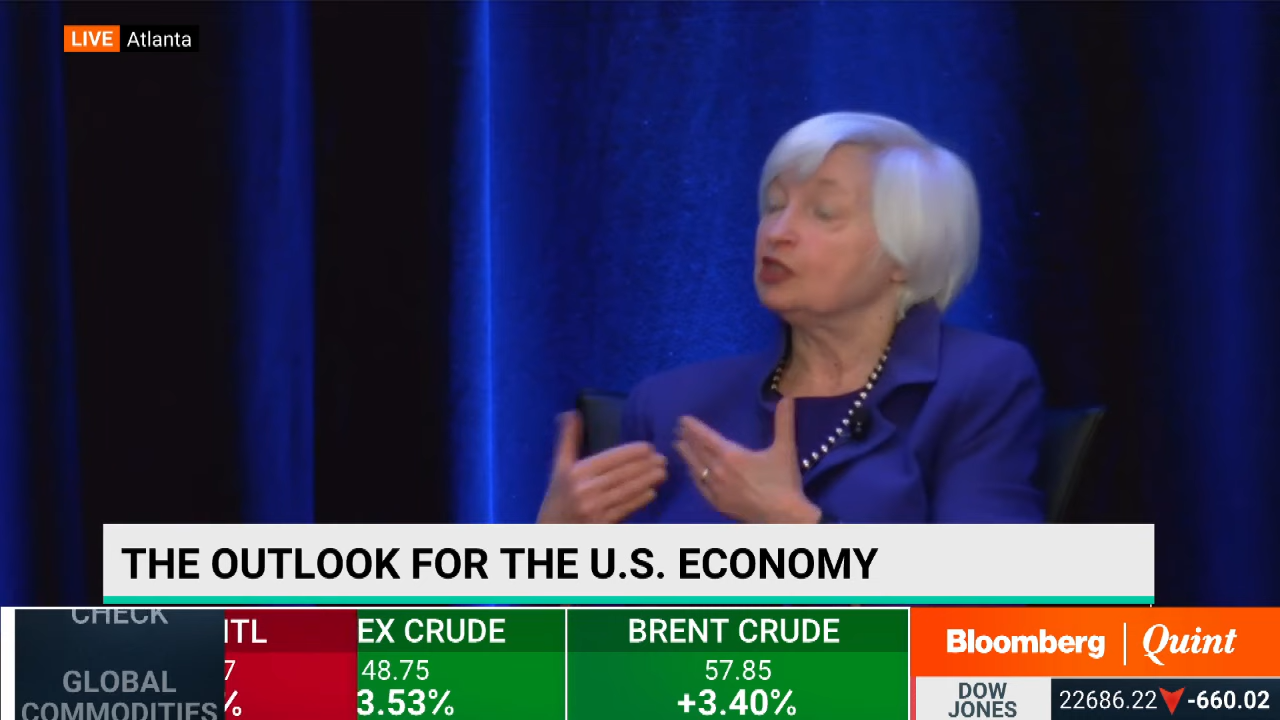 LIVE Atlanta
THE OUTLOOK FOR THE U.S. ECONOMY
CHECK
GLOBAL
COMMODITIES
7
%
EX CRUDE
48.75
3.53%
BRENT CRUDE
57.85
+3.40%
Bloomberg | Quint
DOW
JONES
22686.22 -660.02